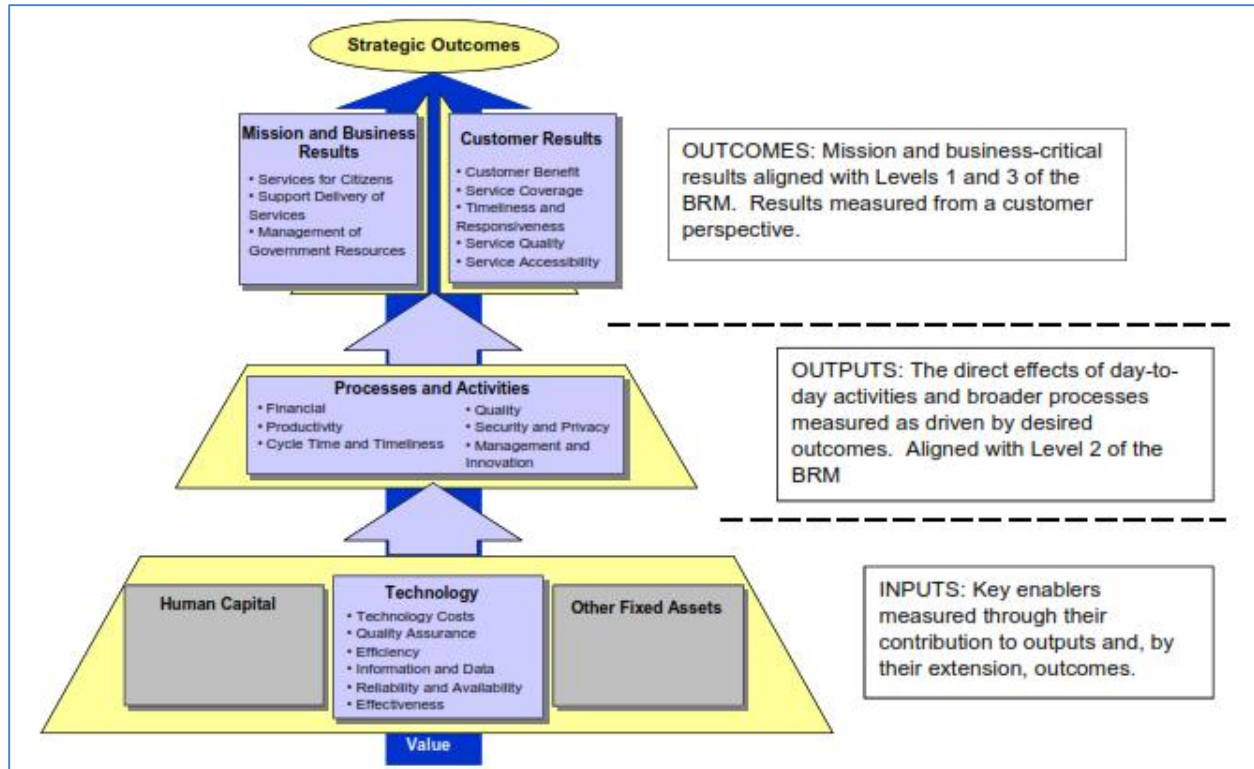 Strategic Outcomes
Mission and Business
Results
• Services for Citizens
• Support Delivery of
Services
• Management of
Government Resources
Customer Results
• Customer Benefit
• Service Coverage
• Timeliness and
Responsiveness
• Service Quality
• Service Accessibility
OUTCOMES: Mission and business-critical
results aligned with Levels 1 and 3 of the
BRM.  Results measured from a customer
perspective.
Processes and Activities
• Financial
• Productivity
• Cycle Time and Timeliness
• Quality
• Security and Privacy
• Management and
Innovation
OUTPUTS: The direct effects of day-to-
day activities and broader processes
measured as driven by desired
outcomes.  Aligned with Level 2 of the
BRM
Human Capital
Technology
• Technology Costs
• Quality Assurance
• Efficiency
• Information and Data
• Reliability and Availability
• Effectiveness
Other Fixed Assets
INPUTS: Key enablers
measured through their
contribution to outputs and, by
their extension, outcomes.
Value